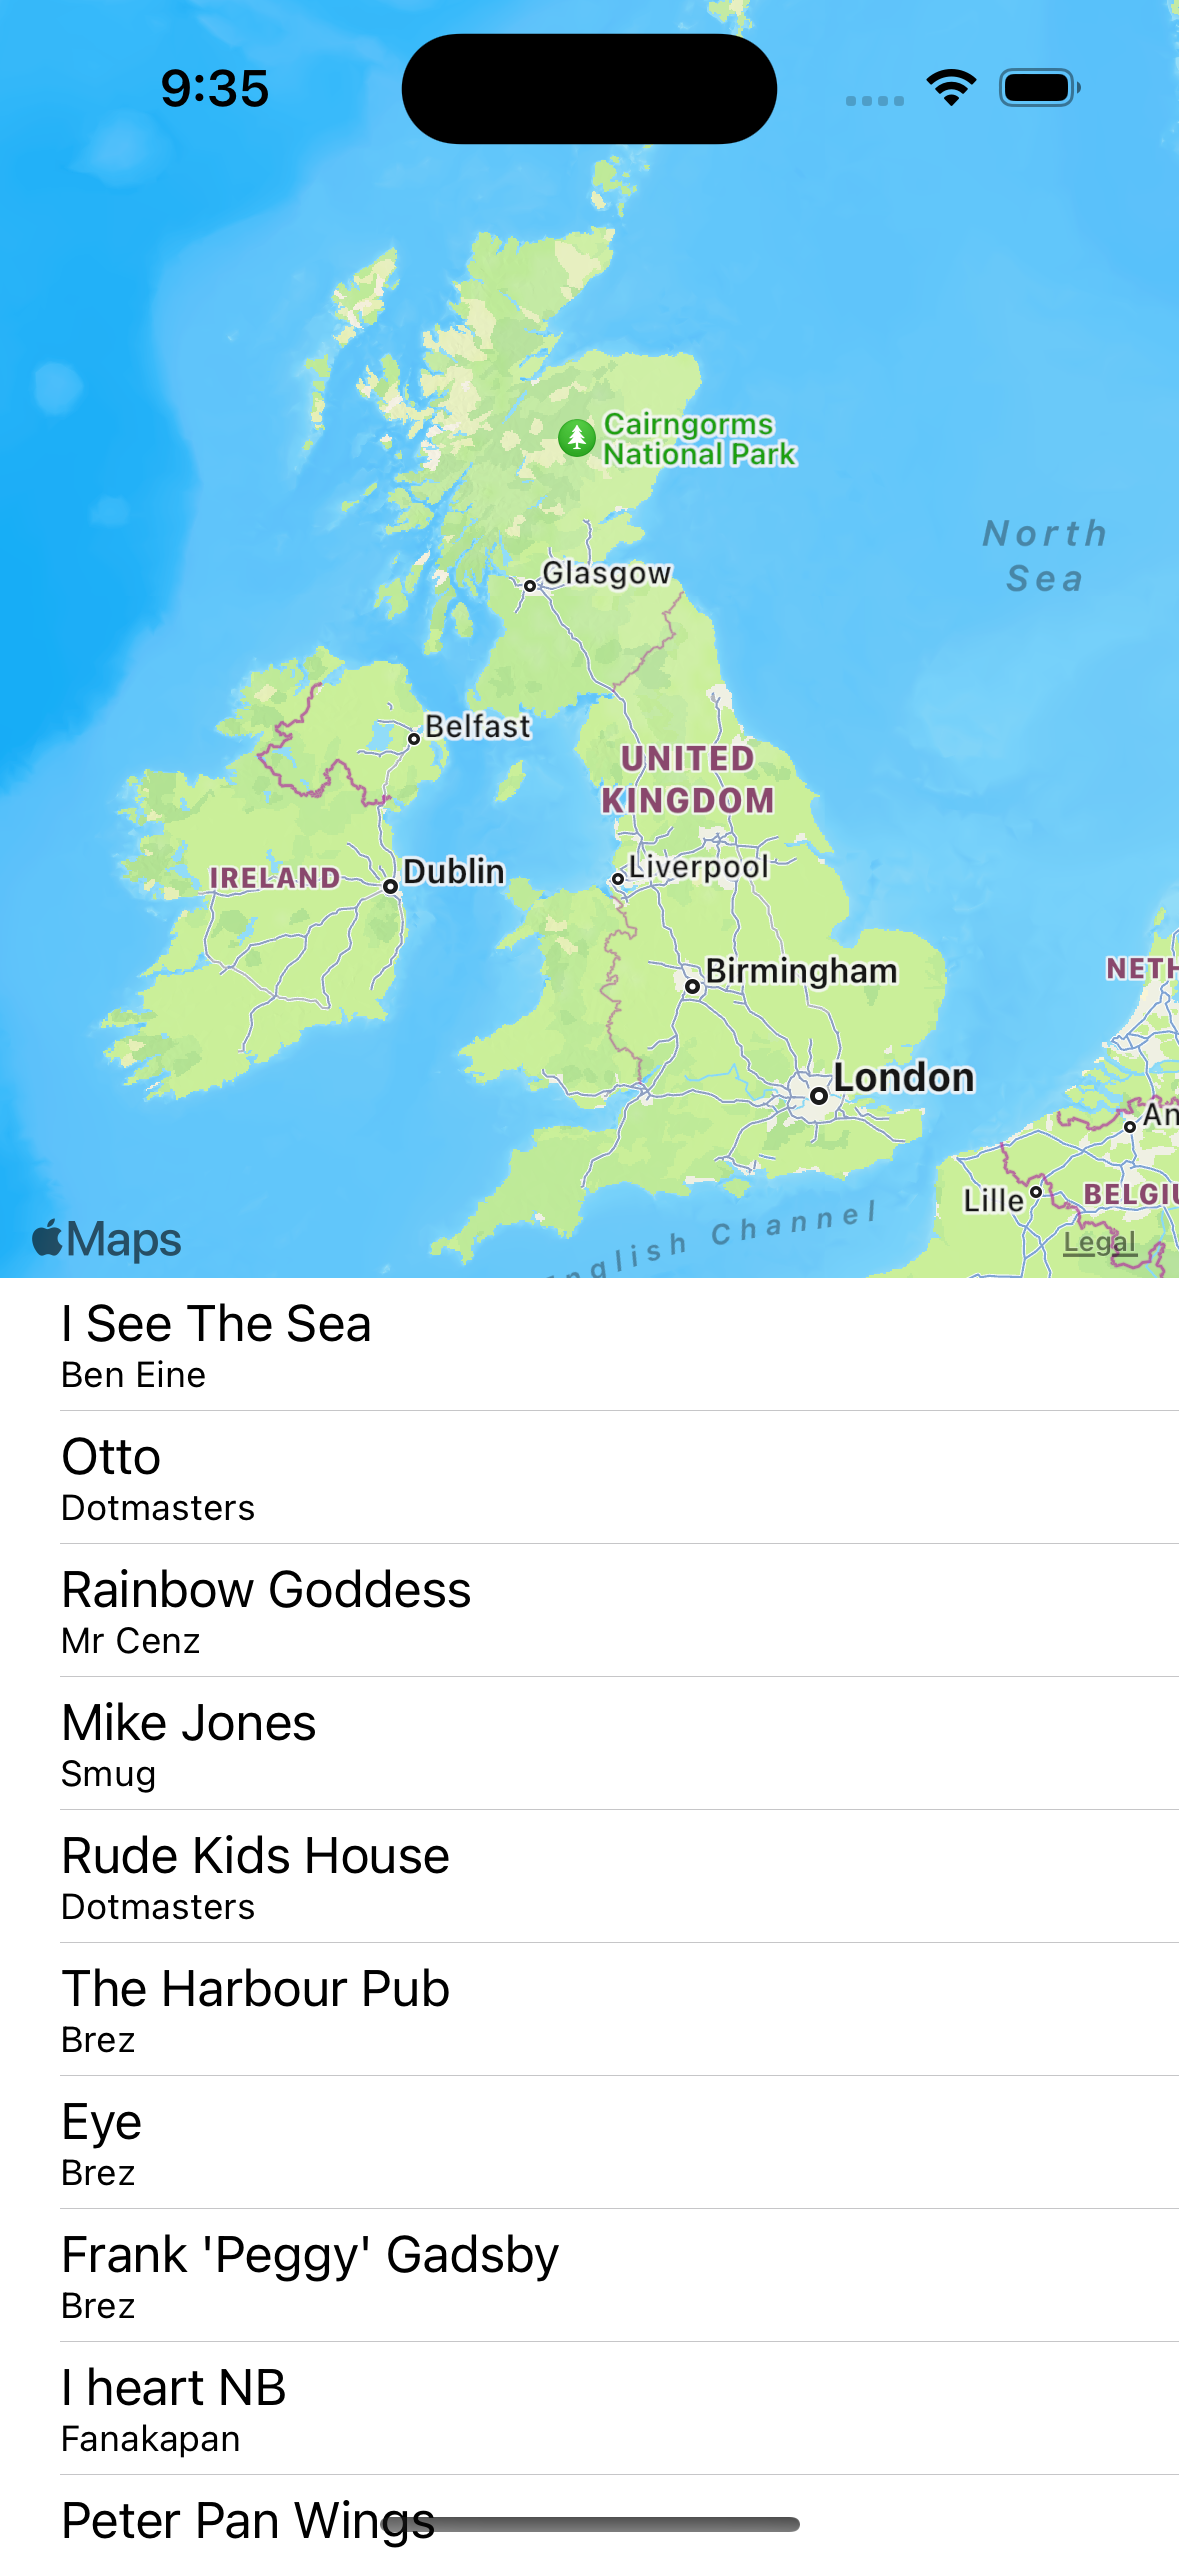 9:35
Cairngorms
National Park
North
Sea
Glasgow
Belfast
UNITED
KINGDOM
Liverpool
IRELAND
Dublin
Birmingham
NETH
London
An
Lille
BELGIU
English Channel
Maps
Legal
I See The Sea
Ben Eine
Otto
Dotmasters
Rainbow Goddess
Mr Cenz
Mike Jones
Smug
Rude Kids House
Dotmasters
The Harbour Pub
Brez
Eye
Brez
Frank 'Peggy' Gadsby
Brez
I heart NB
Fanakapan
Peter Pan Wings